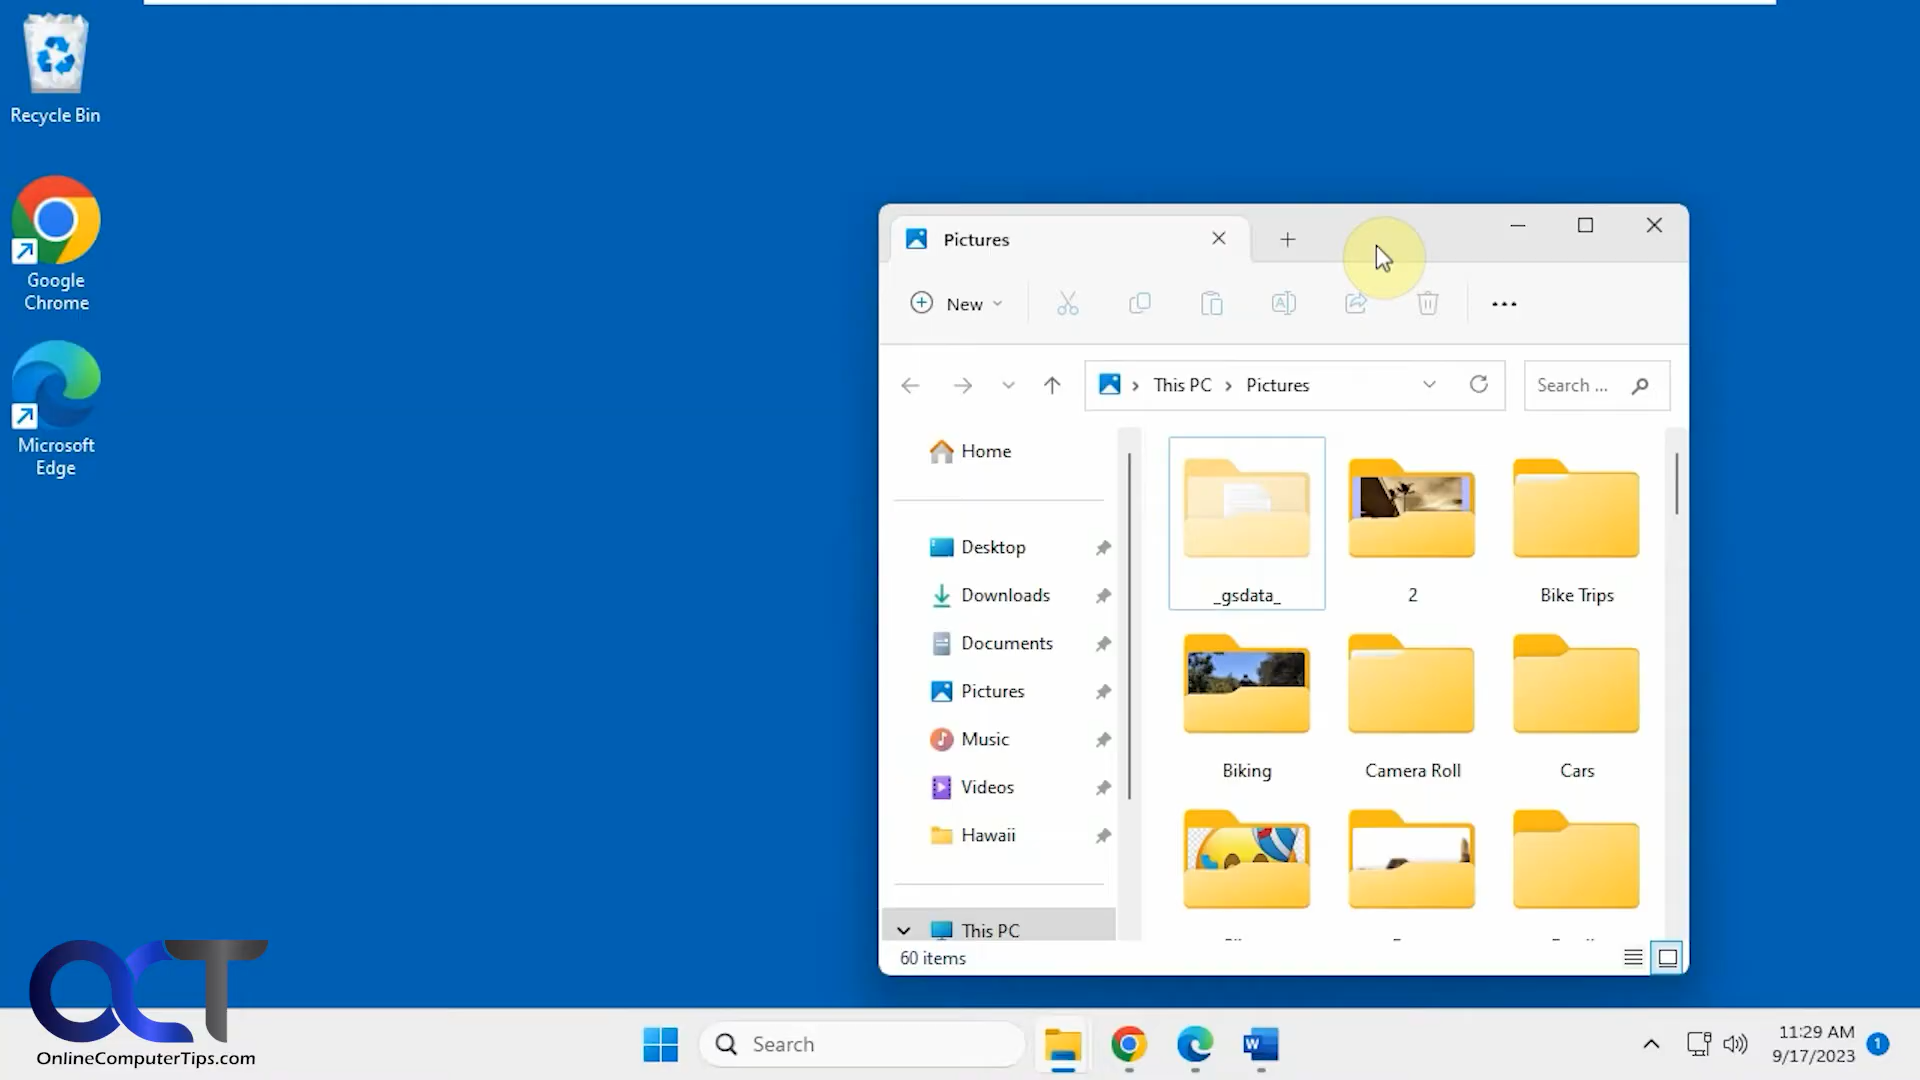 Recycle Bin
Google
Chrome
Microsoft
Edge
Pictures
New
This PC
Pictures
Search ...
Home
Desktop
Downloads
Documents
Pictures
Music
Videos
Hawaii
This PC
_gsdata_
2
Bike Trips
Biking
Camera Roll
Cars
60 items
OCT
OnlineComputerTips.com
Search
W
11:29 AM
9/17/2023
1